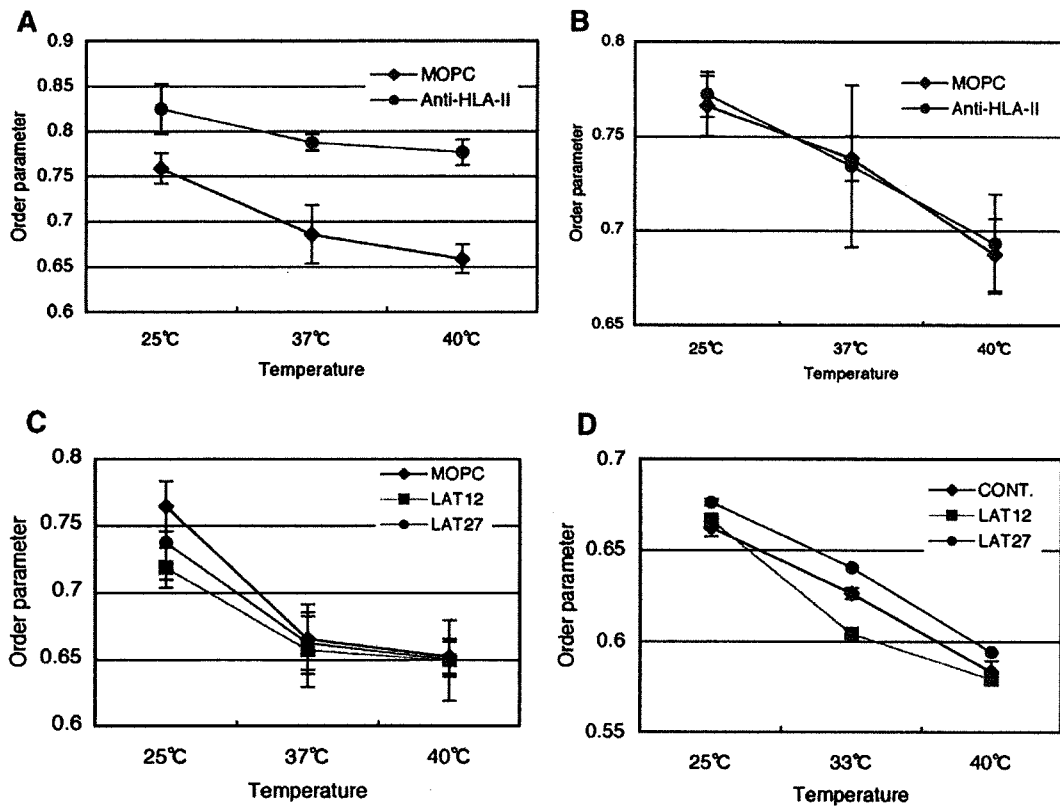 A
Order parameter
0.9
0.85
0.8
0.75
0.7
0.65
0.6
MOPC
Anti-HLA-II
25℃ 37℃ 40℃
Temperature
B
Order parameter
0.8
0.75
0.7
0.65
MOPC
Anti-HLA-II
25℃ 37℃ 40℃
Temperature
C
Order parameter
0.8
0.75
0.7
0.65
0.6
MOPC
LAT12
LAT27
25℃ 37℃ 40℃
Temperature
D
Order parameter
0.7
0.65
0.6
0.55
CONT.
LAT12
LAT27
25℃ 33℃ 40℃
Temperature